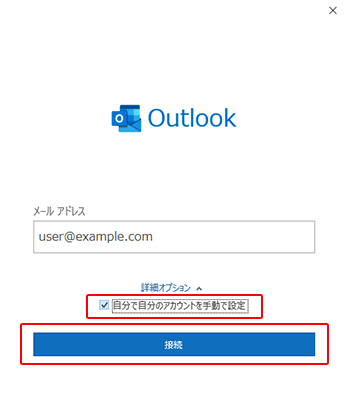 Outlook
メール アドレス
user@example.com
詳細オプション
自分で自分のアカウントを手動で設定
接続